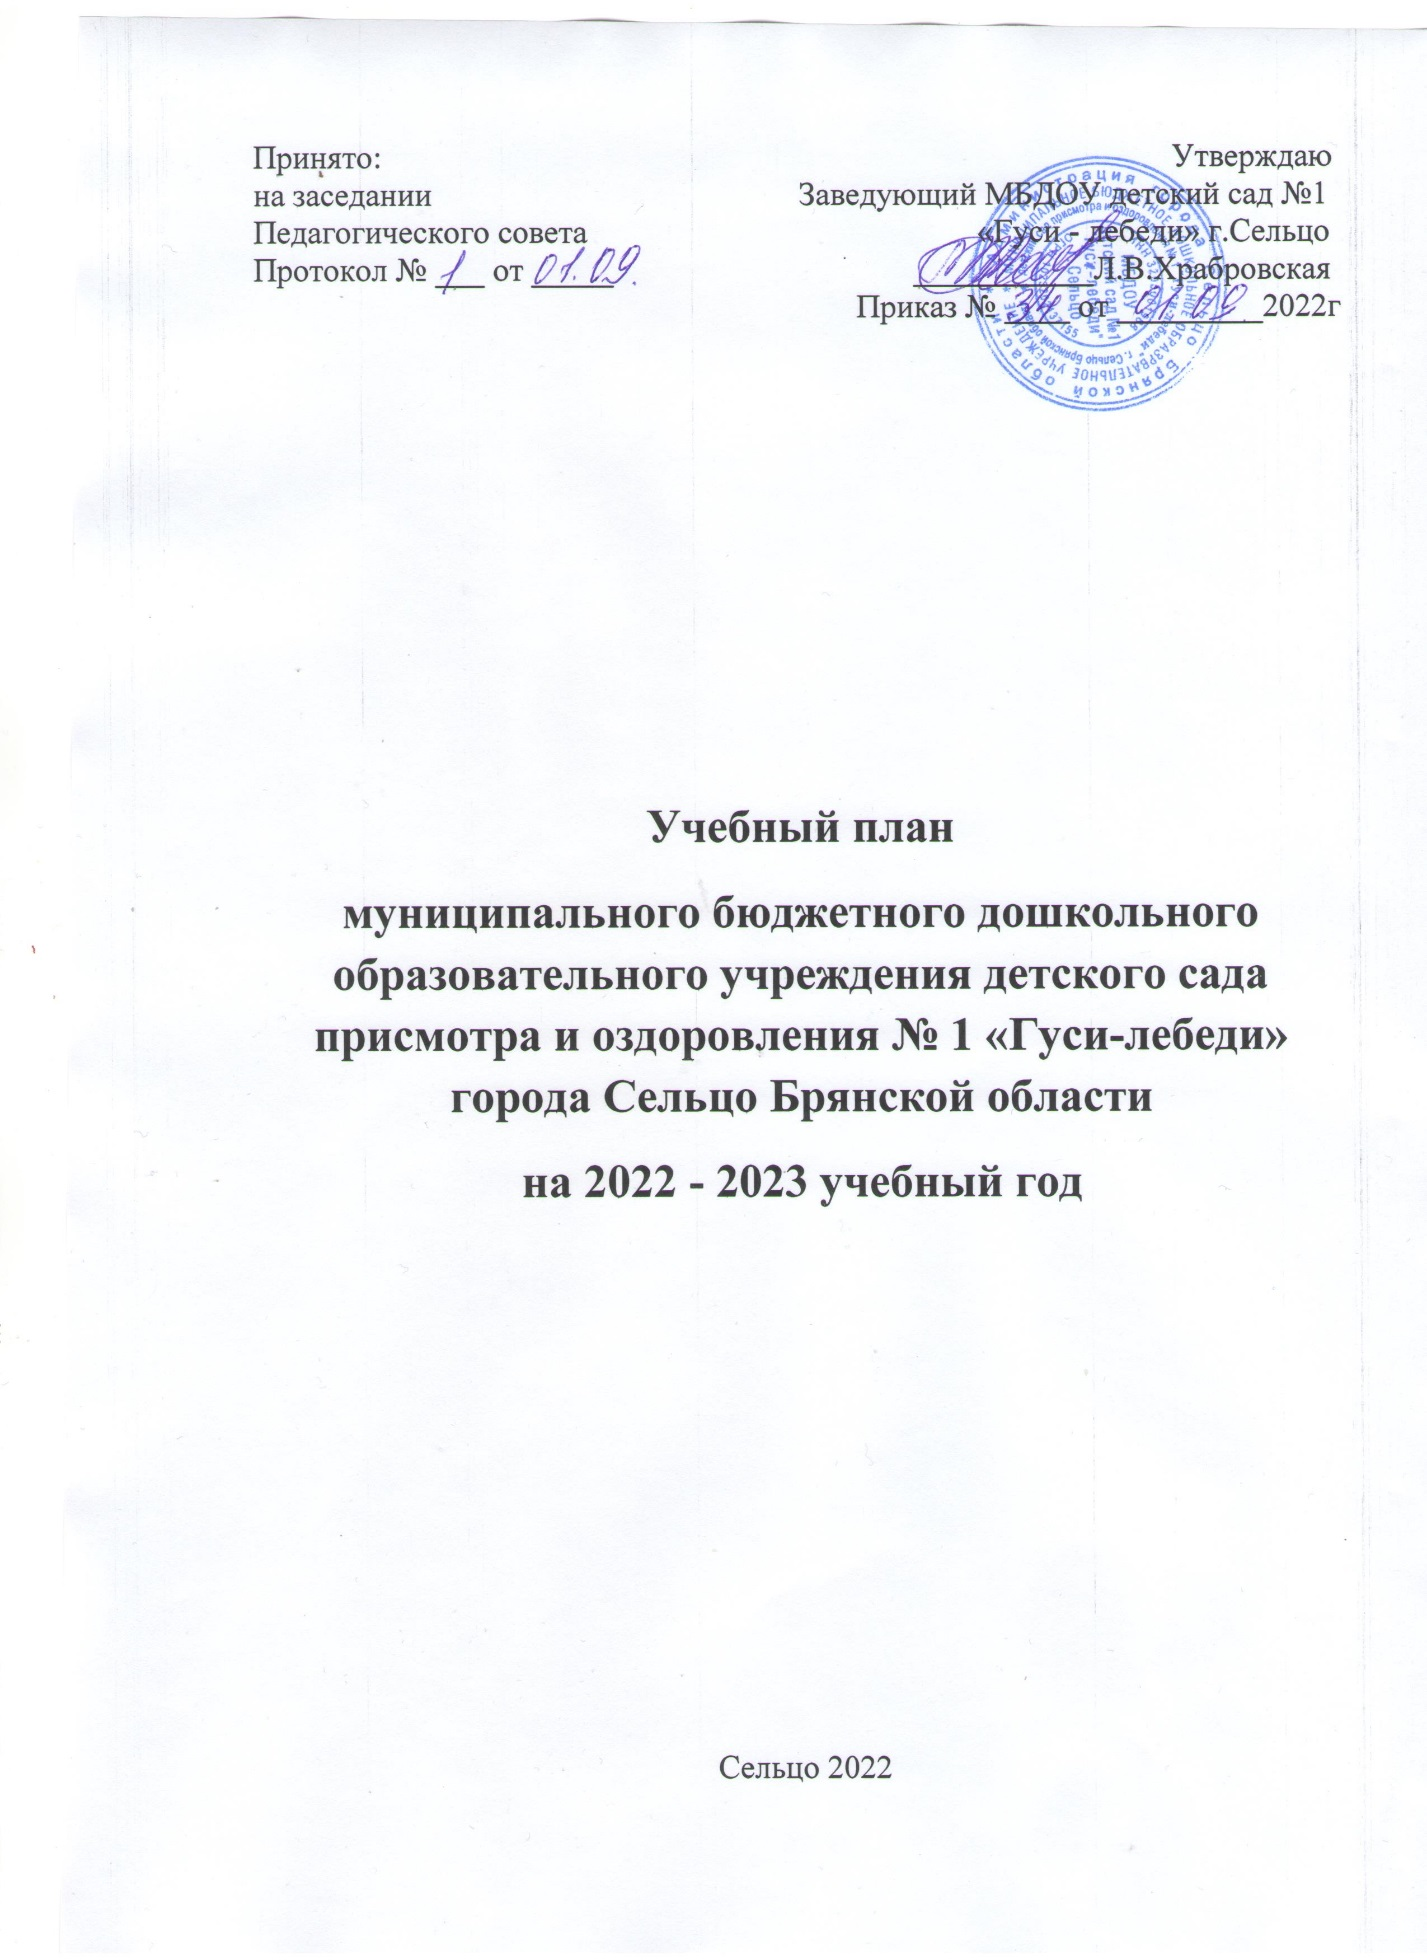 Принято:
на заседании
Педагогического совета
Протокол № 1 от 01.09.
Утверждаю
Заведующий МБДОУ детский сад №1
«Гуси - лебеди» г.Сельцо
Л.В.Храбровская
Приказ № 34 от 01.09 2022г
Учебный план
муниципального бюджетного дошкольного
образовательного учреждения детского сада
присмотра и оздоровления № 1 «Гуси-лебеди»
города Сельцо Брянской области
на 2022 - 2023 учебный год
Сельцо 2022